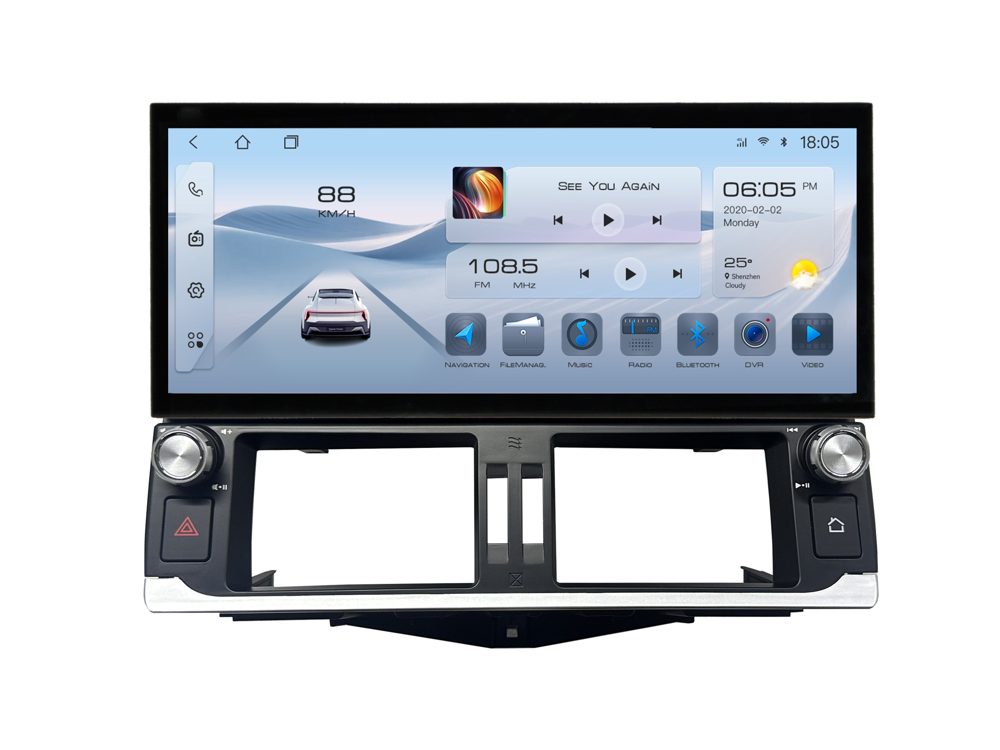 18:05
88
KM/H
See You Again
108.5
FM MHz
06:05 PM
2020-02-02
Monday
25°
Shenzhen
Cloudy
Navigation FileManag. Music Radio Bluetooth DVR Video